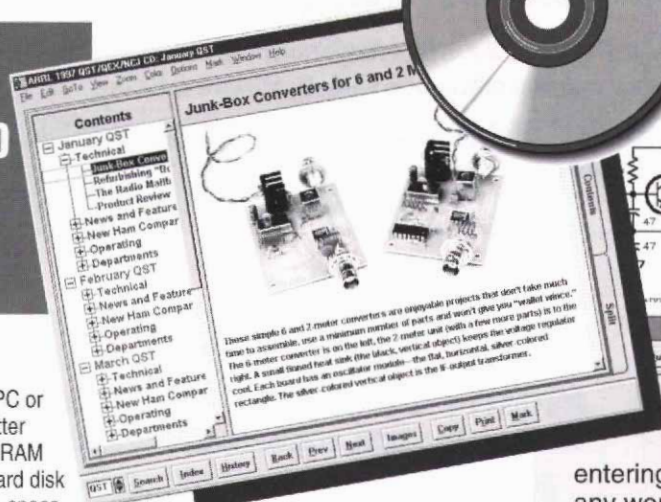 ARRL 1997 QST/QEX/NCJ CD: January QST
File Edit GoTo View Zoom Color Options Mark Window Help
Contents
January QST
Technical
Junk-Box Conve
Refurbishing
The Radio
Product Review
News and Feature
New Ham Compar
Operating
Departments
February QST
Technical
News and Feature
New Ham Compar
Operating
Departments
March QST
Technical
News and Feature
New Ham Compar
Operating
Departments
Junk-Box Converters for 6 and 2 M
These simple 6 and 2-meter converters are enjoyable projects that don't take much
time to assemble, use a minimum number of parts and won't give you "wallet wince."
The 6-meter converter is on the left, the 2-meter unit (with a few more parts) is to the
right. A small finned heat sink (the black, vertical object) keeps the voltage regulator
cool. Each board has an oscillator module—the flat, horizontal, silver colored
rectangle. The silver colored vertical object is the IF-output transformer.
Contents
Split
QST Search Index History Back Prev Next Images Copy Print Mark
PC or
tter
RAM
ard disk
47
47
entering